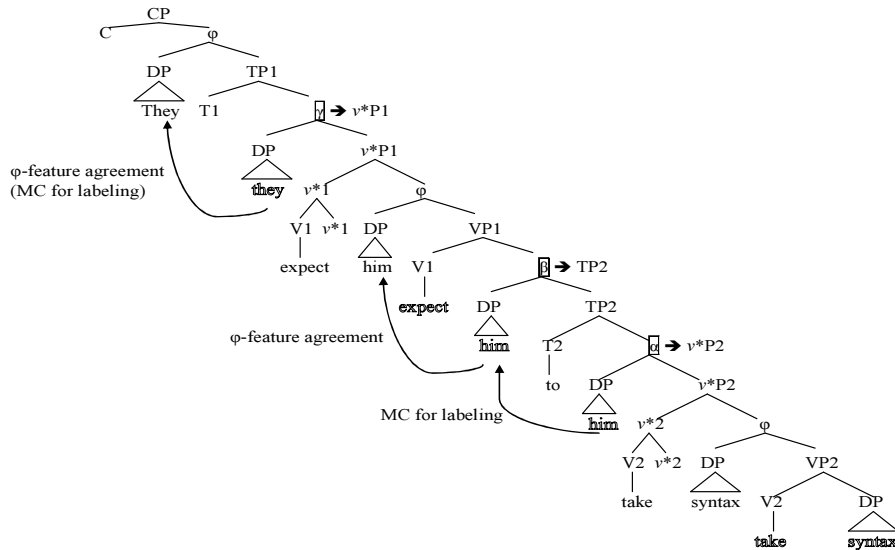 CP
C φ
DP TP1
They T1 γ ➔ v*P1
DP v*P1
φ-feature agreement
(MC for labeling)
they v*1 φ
V1 v*1 DP VP1
expect him V1 β ➔ TP2
expect DP TP2
φ-feature agreement him T2 α ➔ v*P2
to DP v*P2
MC for labeling him v*2 φ
V2 v*2 DP VP2
take syntax V2 DP
take syntax